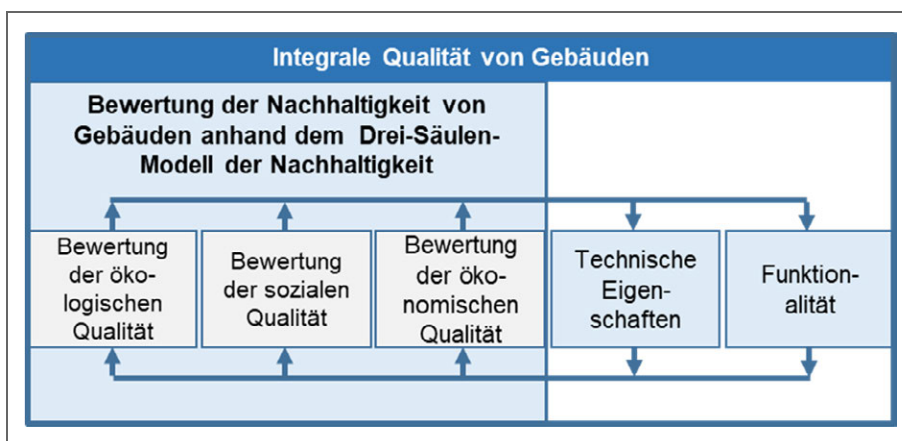 Integrale Qualität von Gebäuden
Bewertung der Nachhaltigkeit von
Gebäuden anhand dem Drei-Säulen-
Modell der Nachhaltigkeit
Bewertung
der öko-
logischen
Qualität
Bewertung
der sozialen
Qualität
Bewertung
der öko-
nomischen
Qualität
Technische
Eigen-
schaften
Funktion-
alität